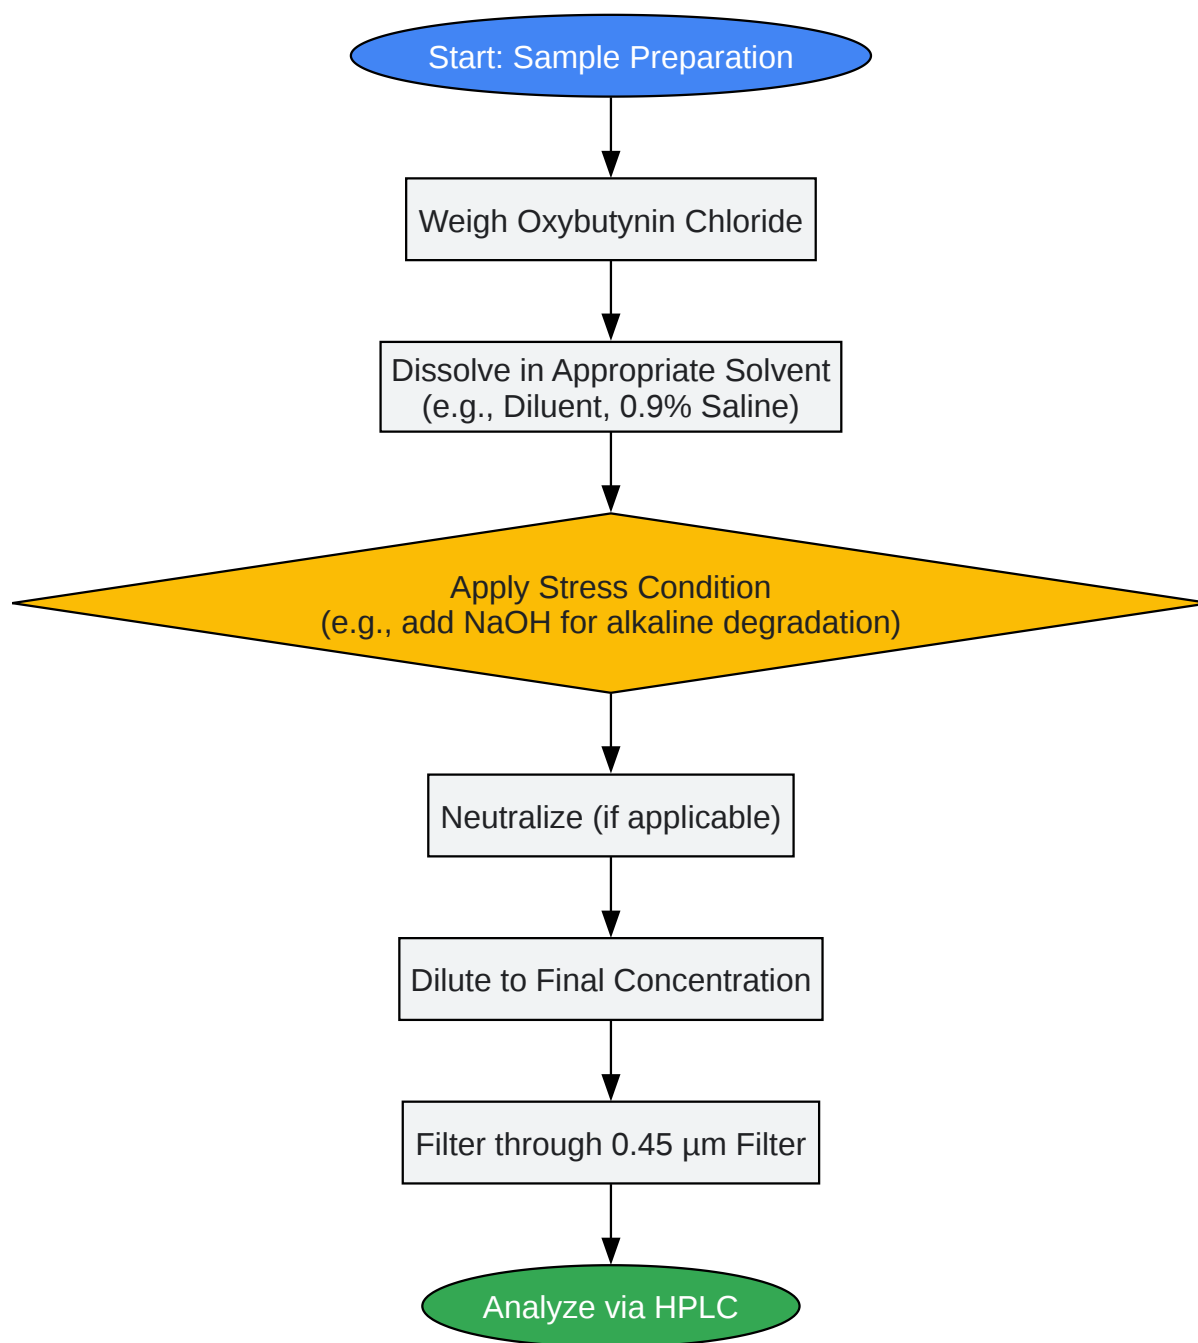 Start: Sample Preparation
Weigh Oxybutynin Chloride
Dissolve in Appropriate Solvent
(e.g., Diluent, 0.9% Saline)
Apply Stress Condition
(e.g., add NaOH for alkaline degradation)
Neutralize (if applicable)
Dilute to Final Concentration
Filter through 0.45 µm Filter
Analyze via HPLC